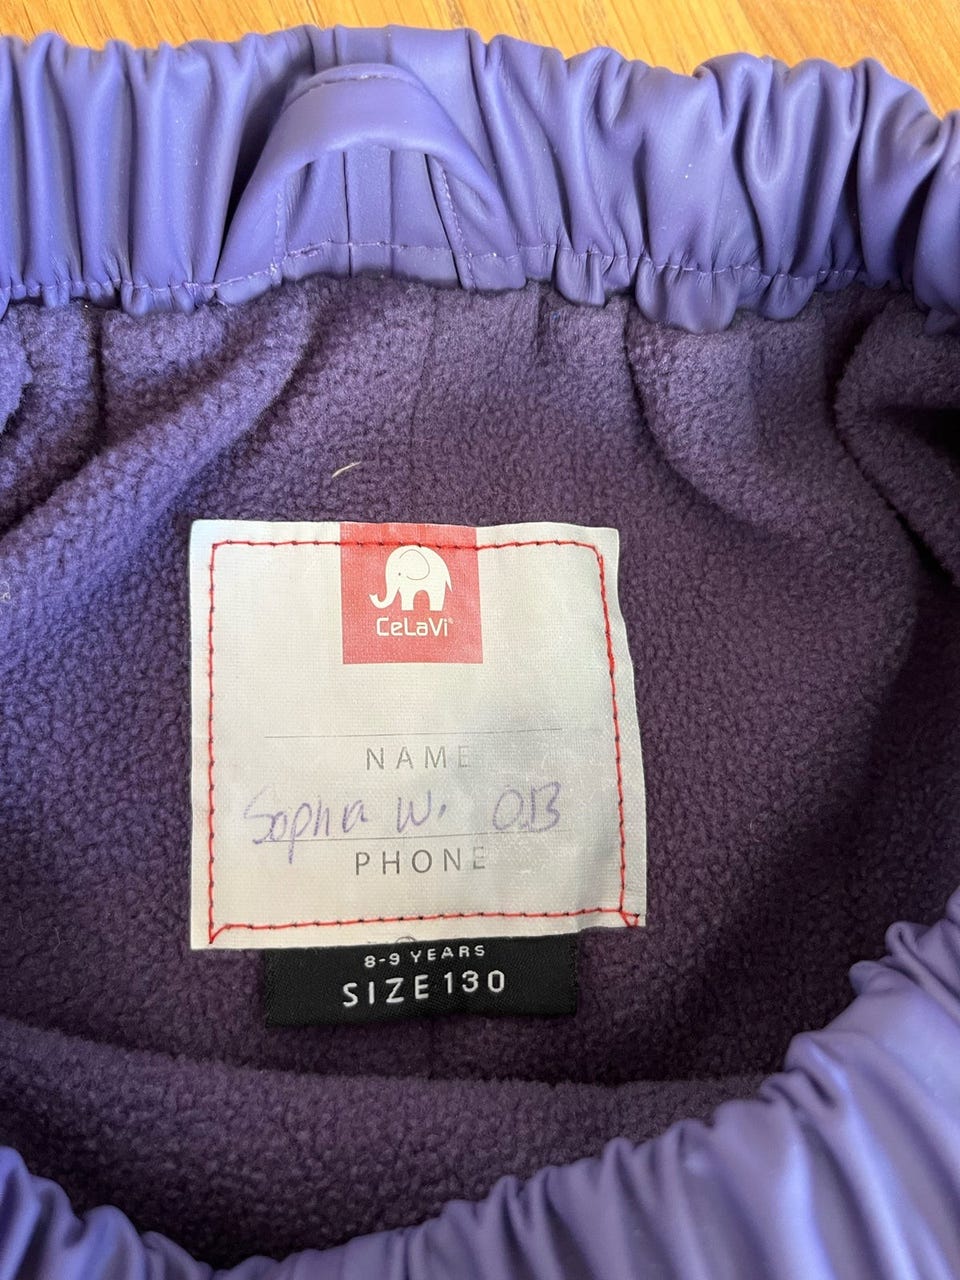 CeLaVi®
NAME
Sophia W. O.B
PHONE
8-9 YEARS
SIZE 130